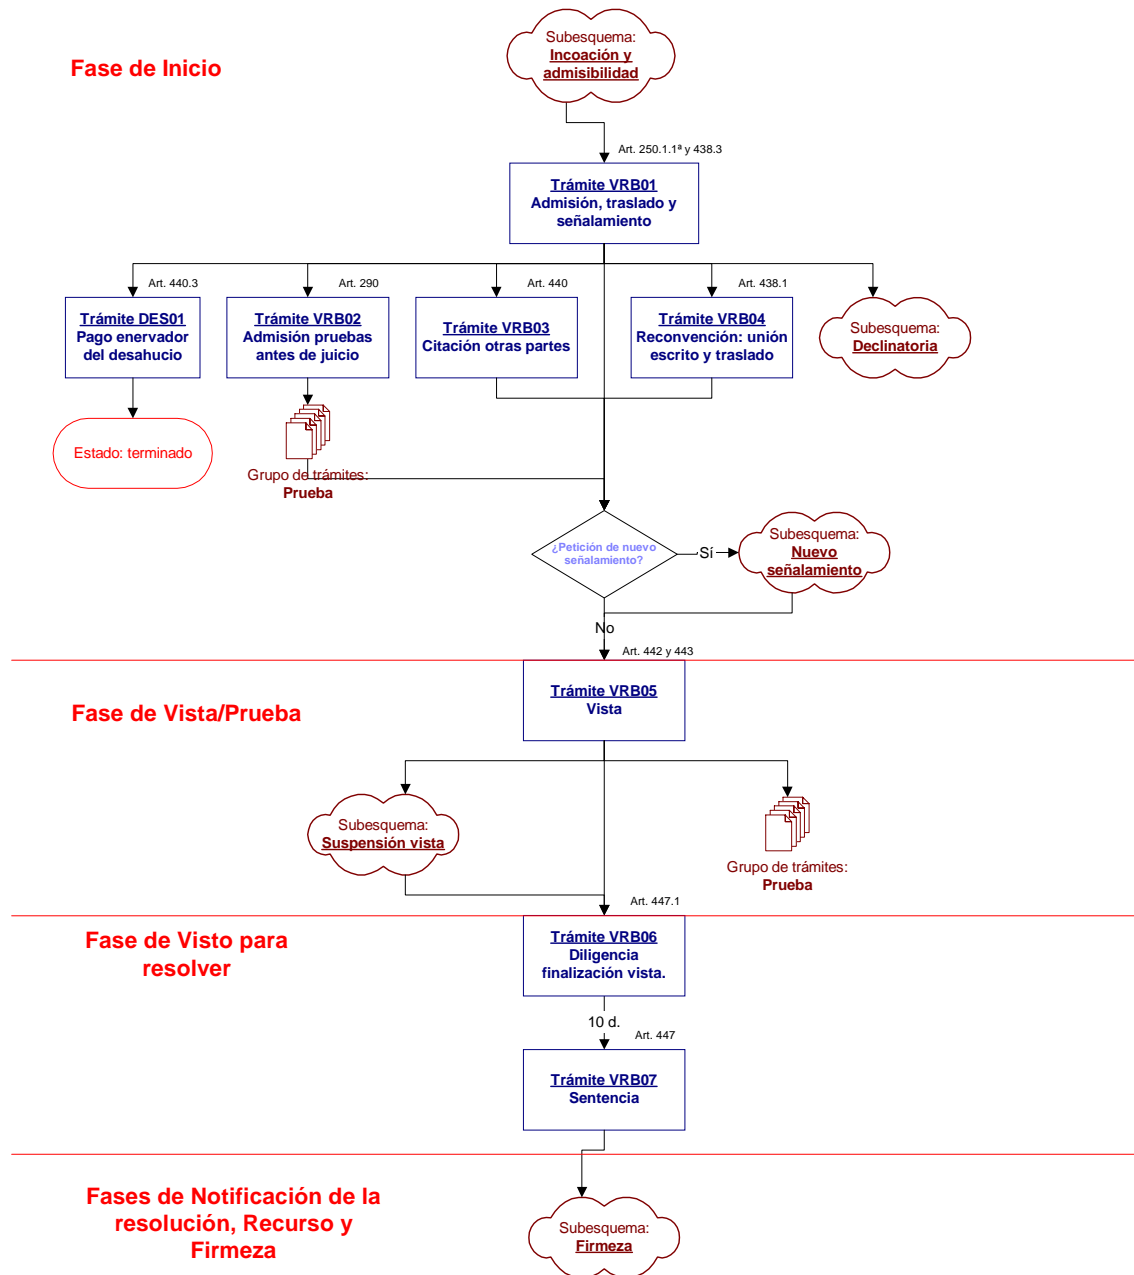 Subesquema:
Incoación y
admisibilidad
Fase de Inicio
Art. 250.1.1ª y 438.3
Trámite VRB01
Admisión, traslado y
señalamiento
Art. 440.3
Art. 290
Art. 440
Art. 438.1
Trámite DES01
Pago enervador
del desahucio
Trámite VRB02
Admisión pruebas
antes de juicio
Trámite VRB03
Citación otras partes
Trámite VRB04
Reconvención: unión
escrito y traslado
Subesquema:
Declinatoria
Estado: terminado
Grupo de trámites:
Prueba
¿Petición de nuevo
señalamiento?
Sí
Subesquema:
Nuevo
señalamiento
No
Art. 442 y 443
Trámite VRB05
Vista
Fase de Vista/Prueba
Subesquema:
Suspensión vista
Grupo de trámites:
Prueba
Art. 447.1
Fase de Visto para
resolver
Trámite VRB06
Diligencia
finalización vista.
10 d.
Art. 447
Trámite VRB07
Sentencia
Fases de Notificación de la
resolución, Recurso y
Firmeza
Subesquema:
Firmeza